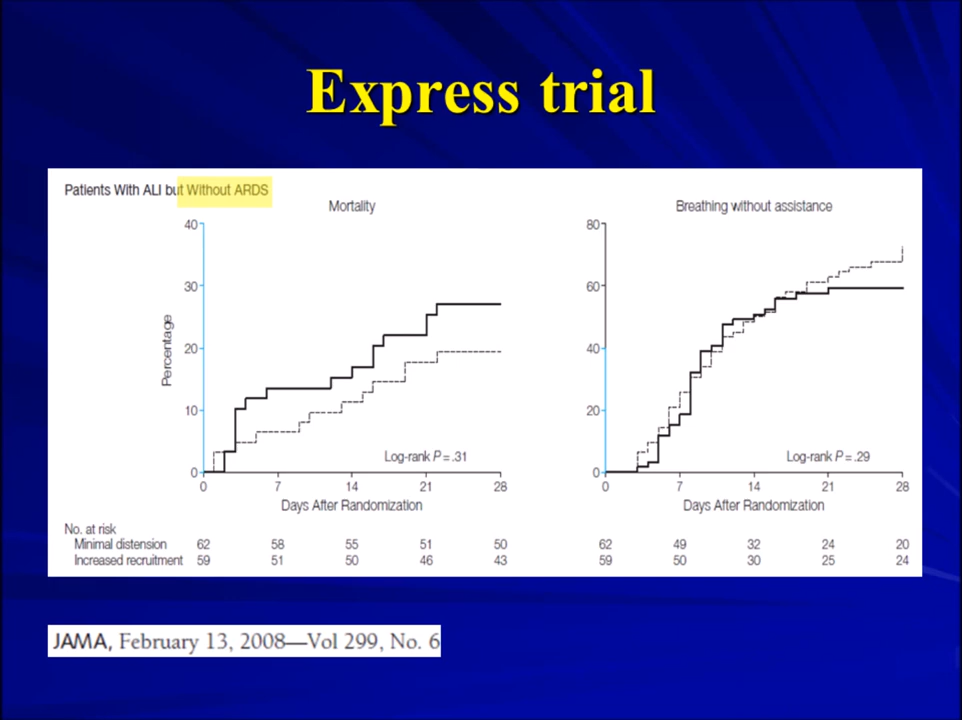 Express trial
Patients With ALI but Without ARDS
Mortality
Breathing without assistance
Percentage
40
30
20
10
0
0 7 14 21 28
Log-rank P = .31
Days After Randomization
80
60
40
20
0
0 7 14 21 28
Log-rank P = .29
Days After Randomization
No. at risk
Minimal distension 62 58 55 51 50 62 49 32 24 20
Increased recruitment 59 51 50 46 43 59 50 30 25 24
JAMA, February 13, 2008—Vol 299, No. 6